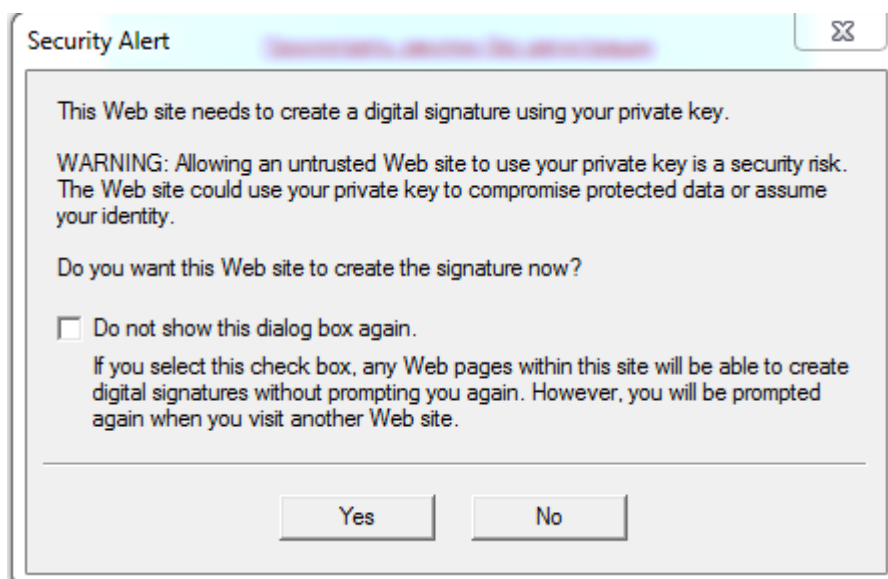 Security Alert
This Web site needs to create a digital signature using your private key.
WARNING: Allowing an untrusted Web site to use your private key is a security risk.
The Web site could use your private key to compromise protected data or assume
your identity.
Do you want this Web site to create the signature now?
Do not show this dialog box again.
If you select this check box, any Web pages within this site will be able to create
digital signatures without prompting you again. However, you will be prompted
again when you visit another Web site.
Yes
No